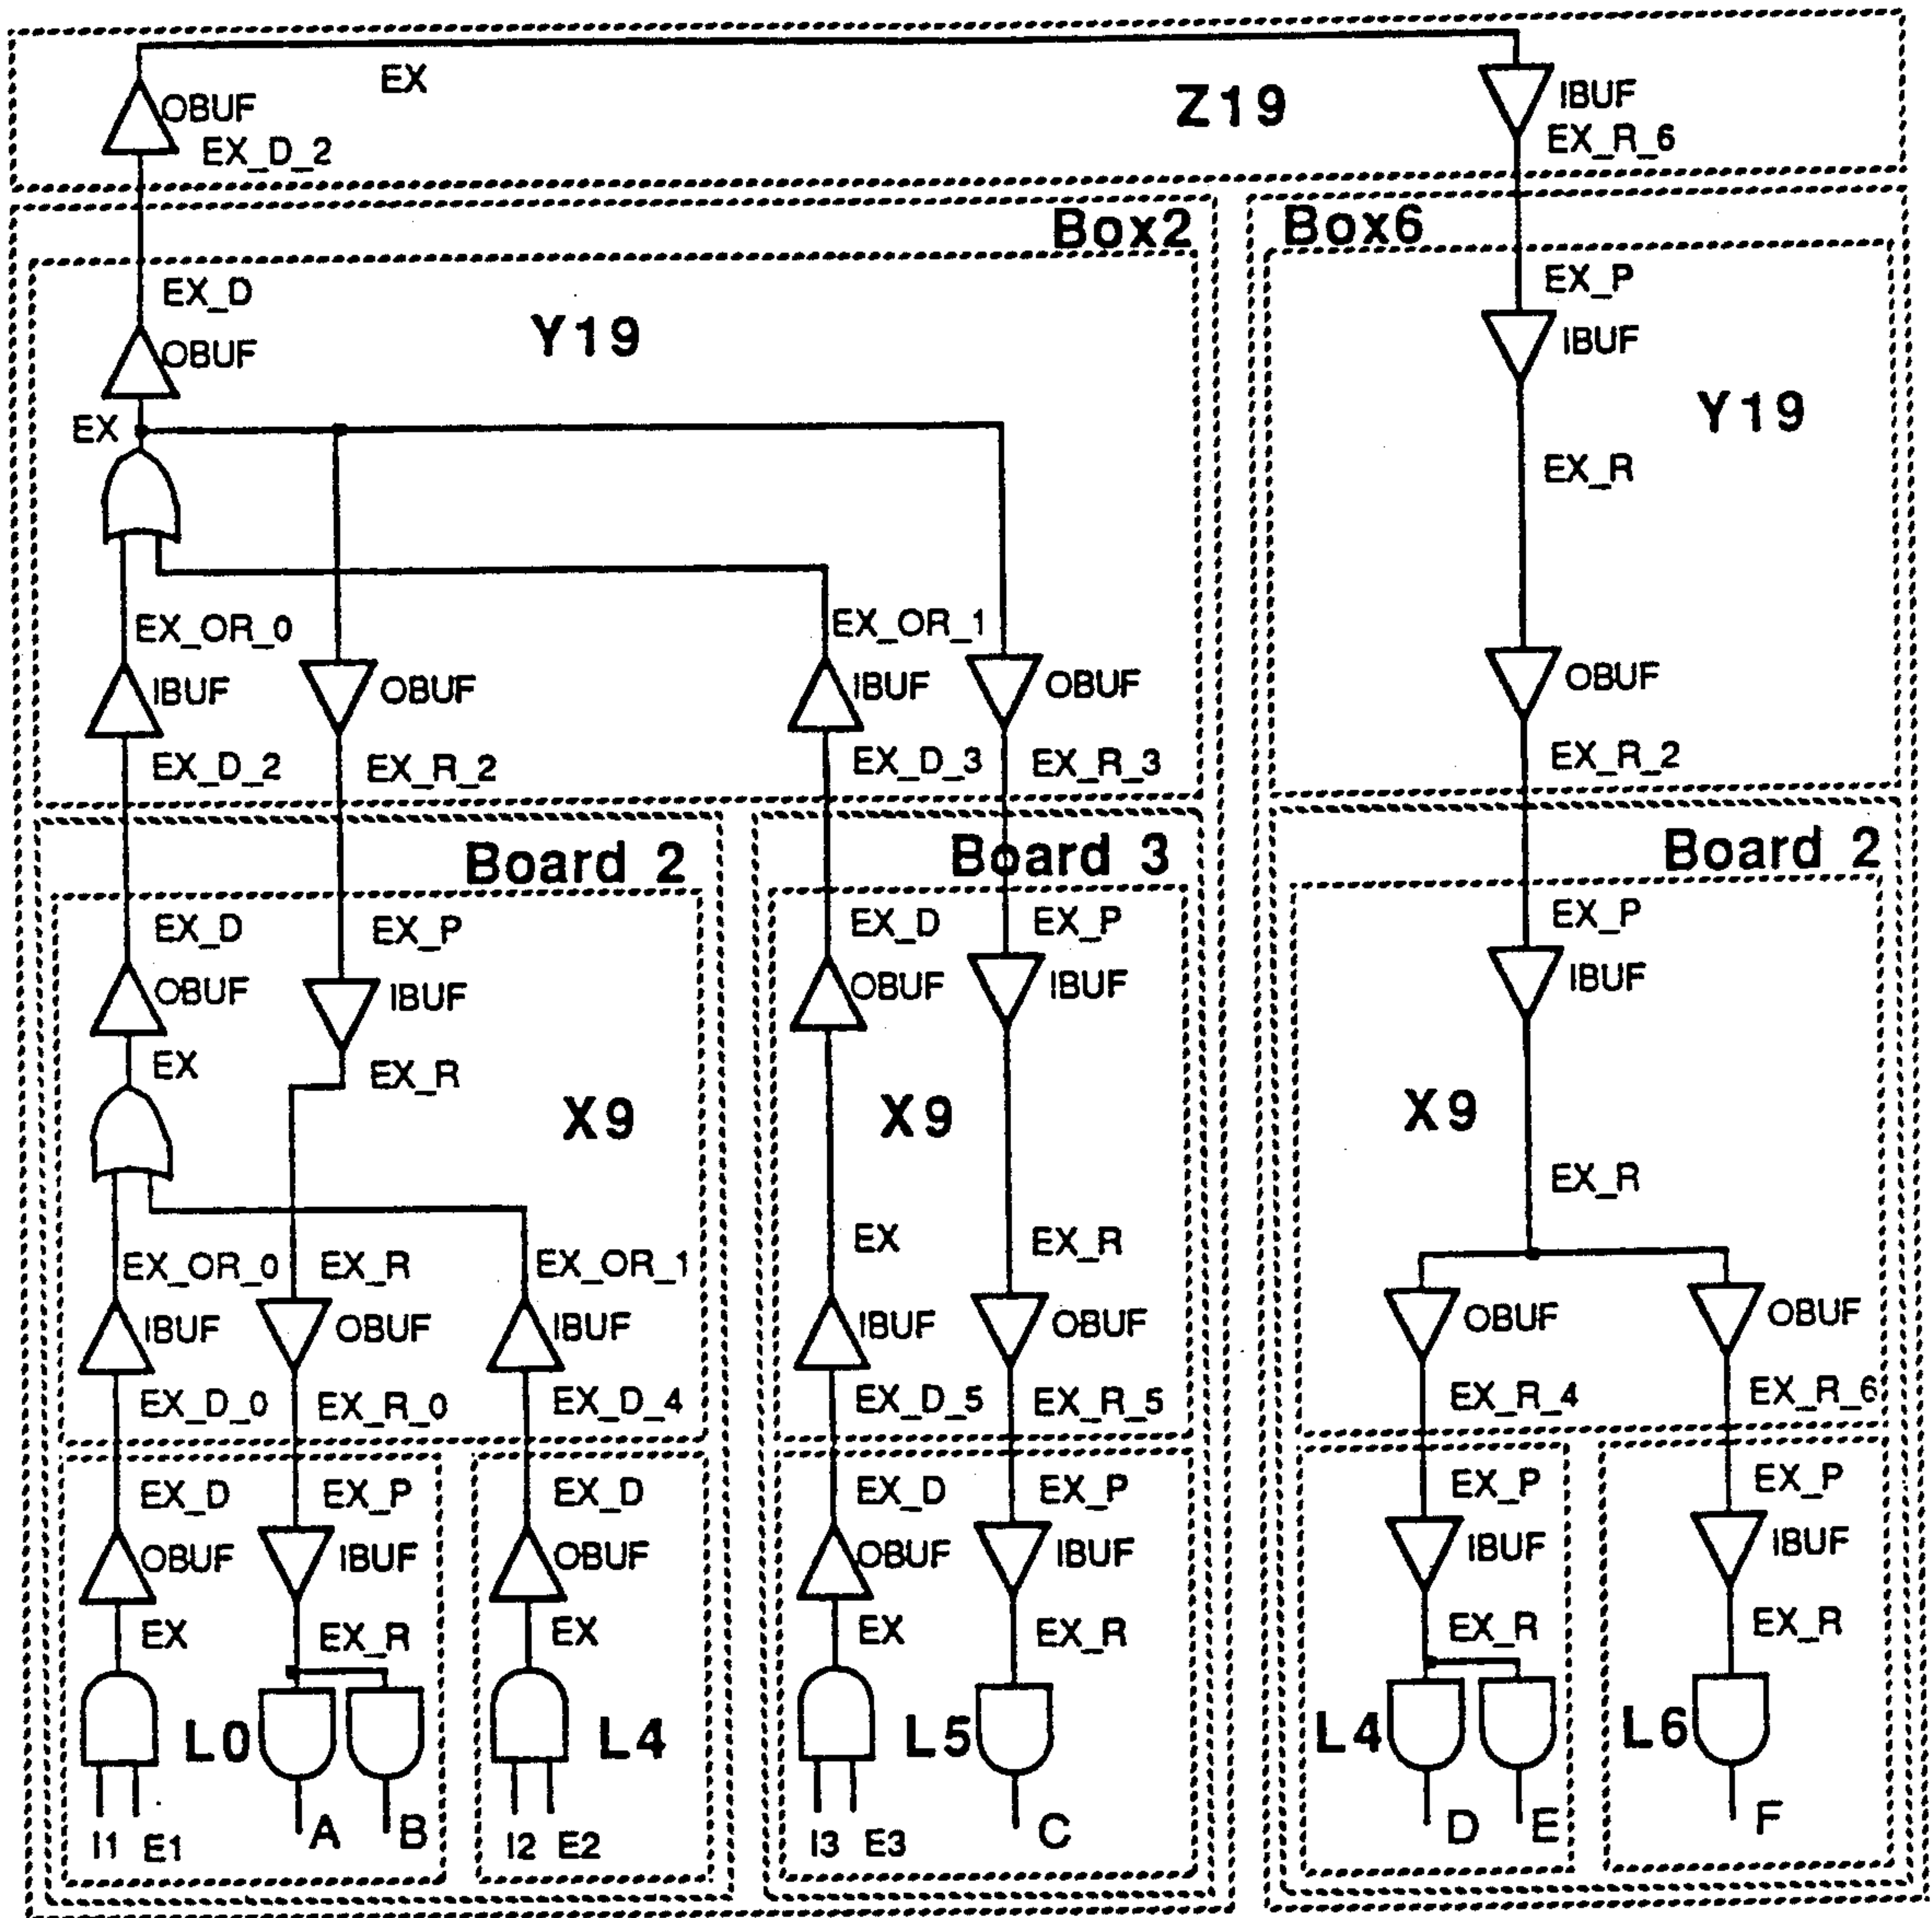 EX
OBUF
EX_D_2
Z19
IBUF
EX_R_6
Box2
Box6
EX_D
OBUF
Y19
EX
EX_P
IBUF
Y19
EX_R
EX_OR_0
IBUF
EX_D_2
OBUF
EX_R_2
EX_OR_1
IBUF
EX_D_3
OBUF
EX_R_3
OBUF
EX_R_2
Board 2
Board 3
Board 2
EX_D
OBUF
EX
EX_P
IBUF
EX_R
X9
EX_D
OBUF
X9
EX
EX_P
IBUF
EX_R
EX_P
IBUF
X9
EX_R
EX_OR_0
IBUF
EX_D_0
EX_R
OBUF
EX_R_0
EX_OR_1
IBUF
EX_D_4
IBUF
EX_D_5
OBUF
EX_R_5
OBUF
EX_R_4
OBUF
EX_R_6
EX_D
OBUF
EX
EX_P
IBUF
EX_R
L0
I1 E1
A
B
EX_D
OBUF
EX
L4
I2 E2
EX_D
OBUF
EX
EX_P
IBUF
EX_R
L5
I3 E3
C
EX_P
IBUF
EX_R
L4
D
E
EX_P
IBUF
EX_R
L6
F